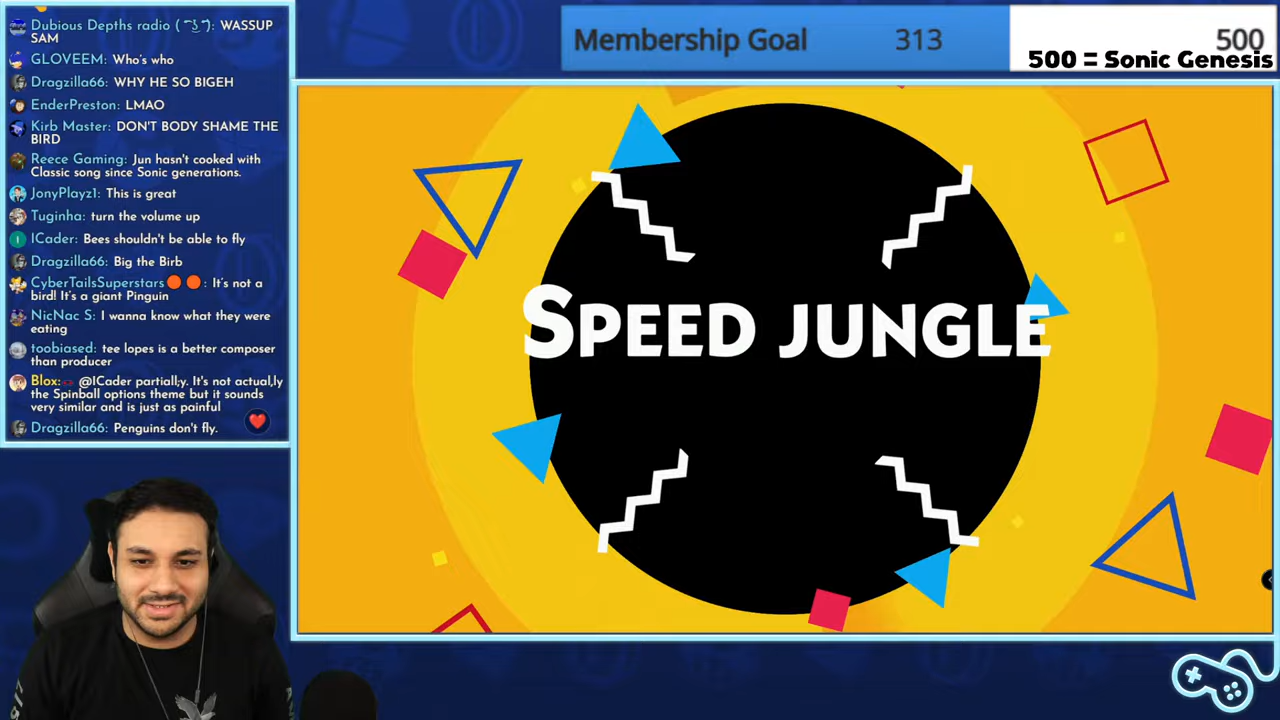 Dubious Depths radio ( ͡° ͜ʖ ͡°): WASSUP
SAM
GLOVEEM: Who's who
Dragzilla66: WHY HE SO BIGEH
EnderPreston: LMAO
Kirb Master: DON'T BODY SHAME THE
BIRD
Reece Gaming: Jun hasn't cooked with
Classic song since Sonic generations.
JonyPlayz1: This is great
Tuginha: turn the volume up
ICader: Bees shouldn't be able to fly
Dragzilla66: Big the Birb
CyberTailsSuperstars🟠 🟠 : It's not a
bird! It's a giant Pinguin
NicNac S: I wanna know what they were
eating
toobiased: tee lopes is a better composer
than producer
Blox: @ICader partiall;y. It's not actual,ly
the Spinball options theme but it sounds
very similar and is just as painful
Dragzilla66: Penguins don't fly.
Membership Goal 313 500
500 = Sonic Genesis
SPEED JUNGLE